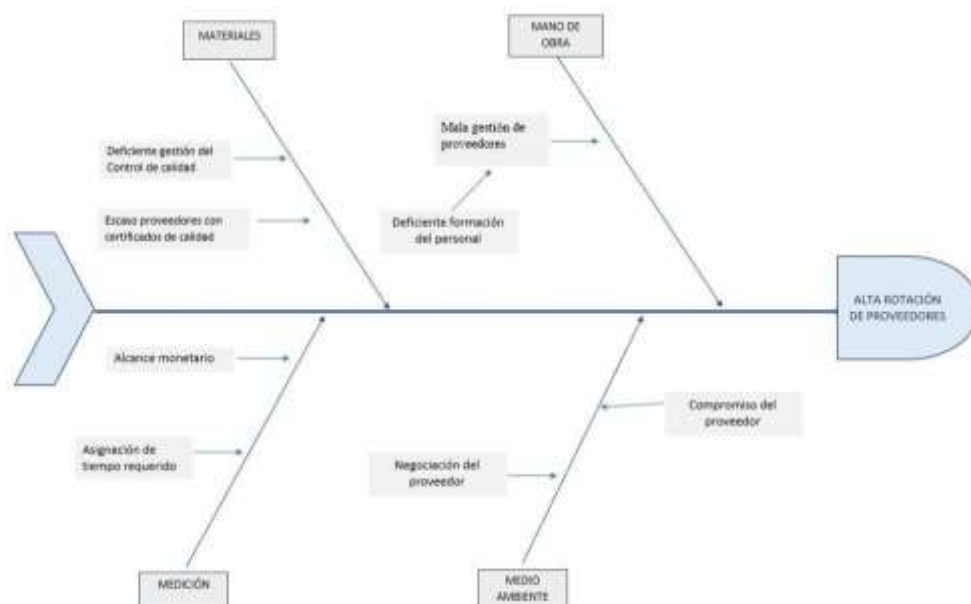 MATERIALES
MANO DE
OBRA
Mala gestión de
proveedores
Deficiente gestión del
Control de calidad
Escaso proveedores con
certificados de calidad
Deficiente formación
del personal
ALTA ROTACIÓN
DE PROVEEDORES
Alcance monetario
Compromiso del
proveedor
Asignación de
tiempo requerido
Negociación del
proveedor
MEDICIÓN
MEDIO
AMBIENTE